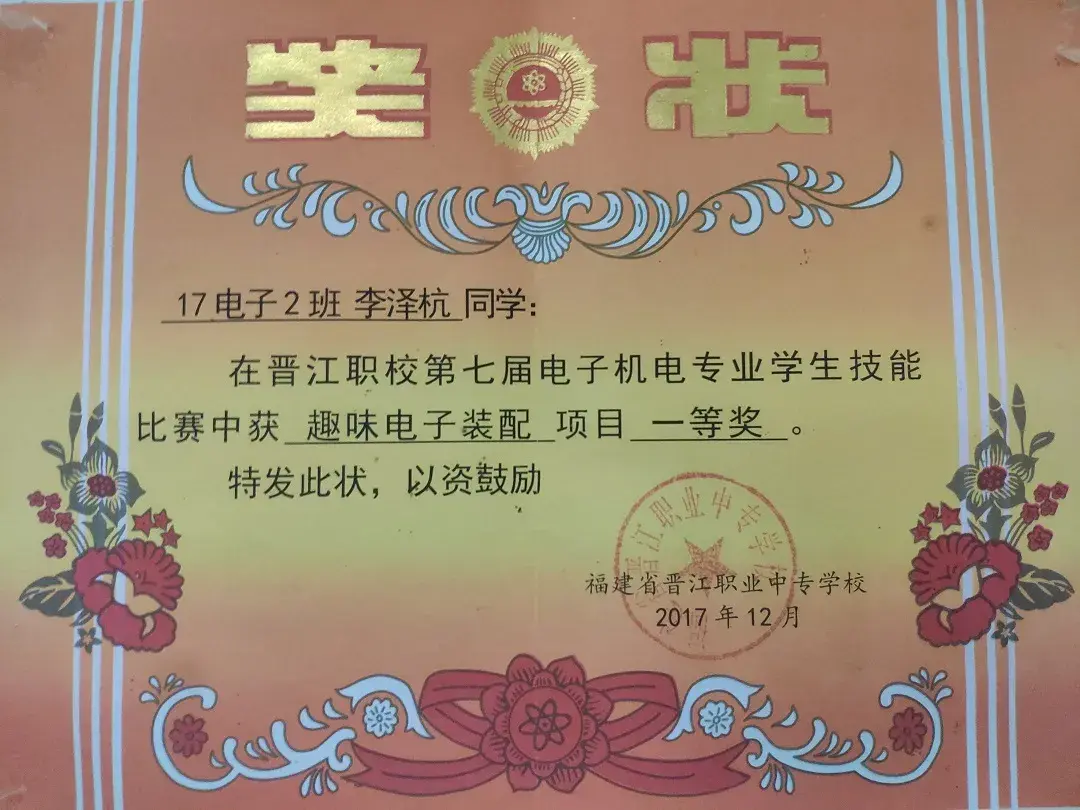 奖状
17电子2班 李泽杭 同学：
在晋江职校第七届电子机电专业学生技能
比赛中获 趣味电子装配 项目 一等奖 。
特发此状，以资鼓励
福建省晋江职业中专学校
2017年12月